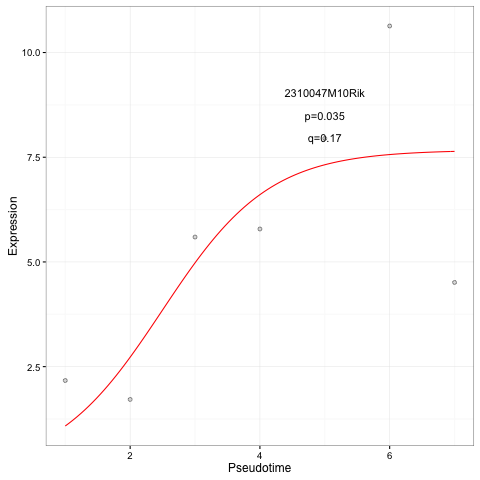 10.0
2310047M10Rik
p=0.035
q=0.17
7.5
Expression
5.0
2.5
2 4 6
Pseudotime